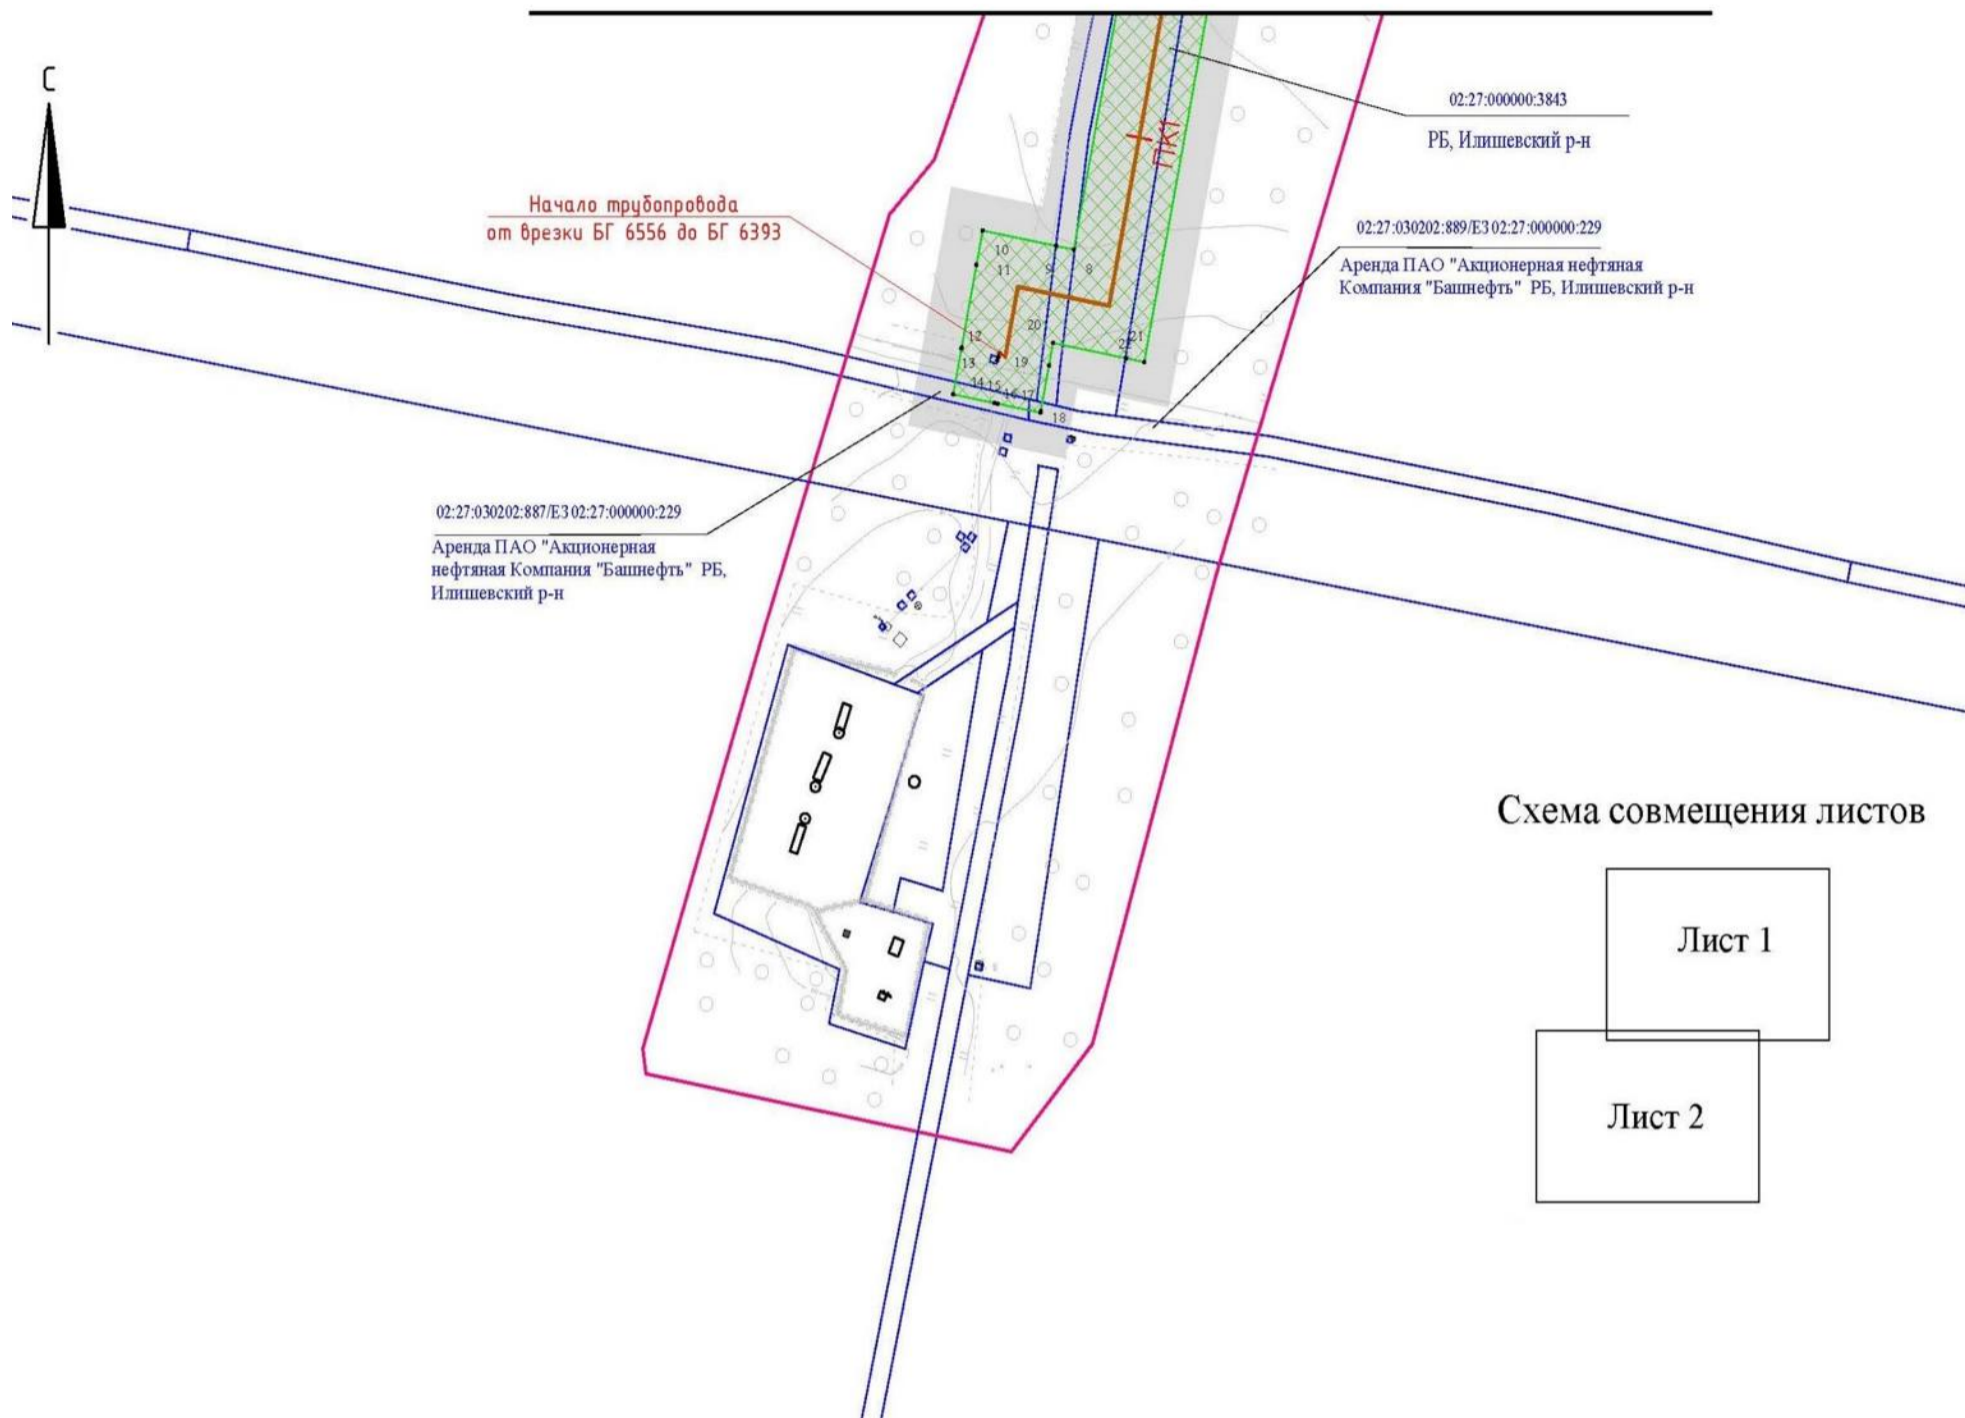 С
02:27:000000:3843
РБ, Илишевский р-н
ПК1
Начало трубопровода
от врезки БГ 6556 до БГ 6393
02:27:030202:889/ЕЗ 02:27:000000:229
Аренда ПАО "Акционерная нефтяная
Компания "Башнефть" РБ, Илишевский р-н
10
11
9
8
12
13
20
21
22
19
14
15
16
17
18
02:27:030202:887/ЕЗ 02:27:000000:229
Аренда ПАО "Акционерная
нефтяная Компания "Башнефть" РБ,
Илишевский р-н
Схема совмещения листов
Лист 1
Лист 2